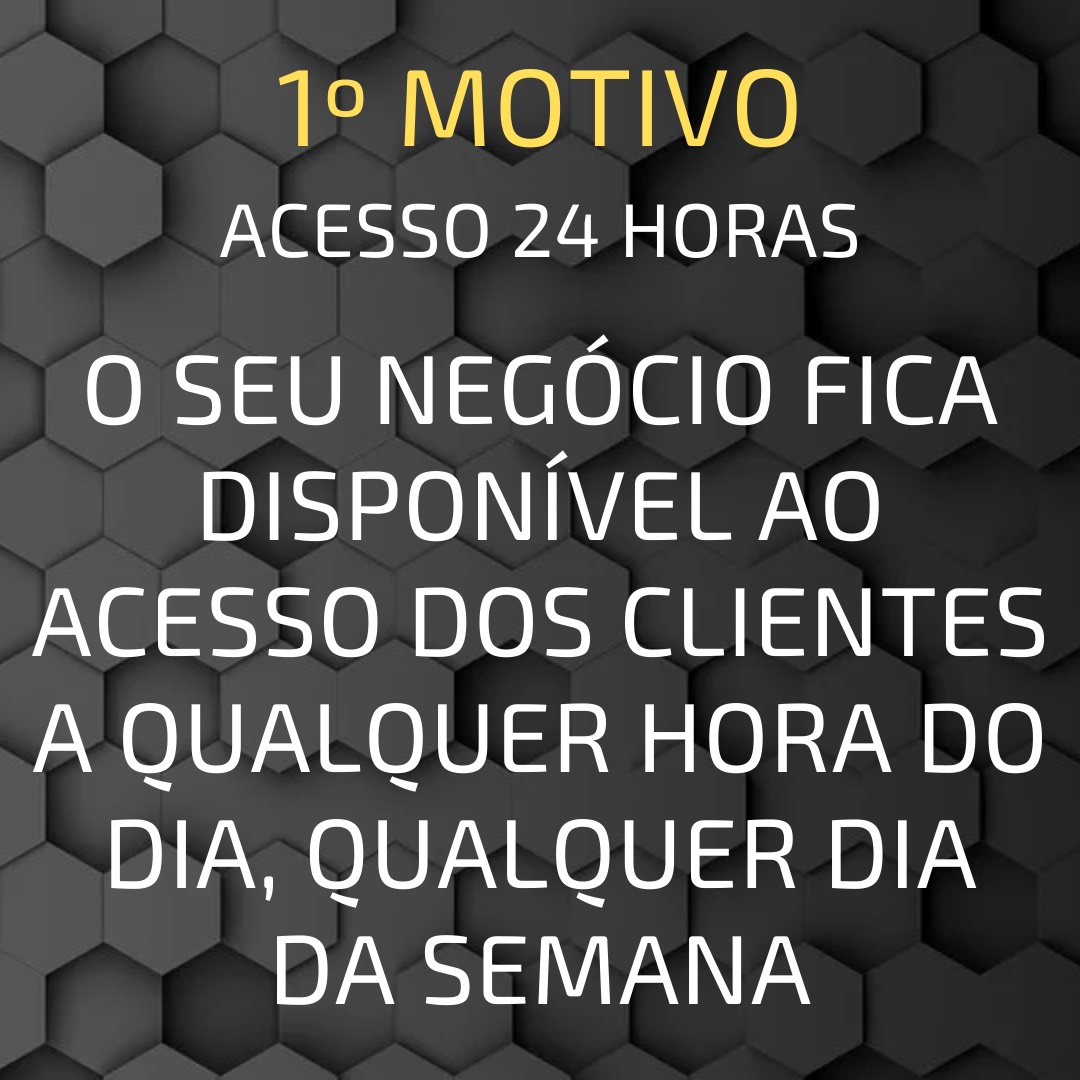 1º MOTIVO
ACESSO 24 HORAS
O SEU NEGÓCIO FICA
DISPONÍVEL AO
ACESSO DOS CLIENTES
A QUALQUER HORA DO
DIA, QUALQUER DIA
DA SEMANA